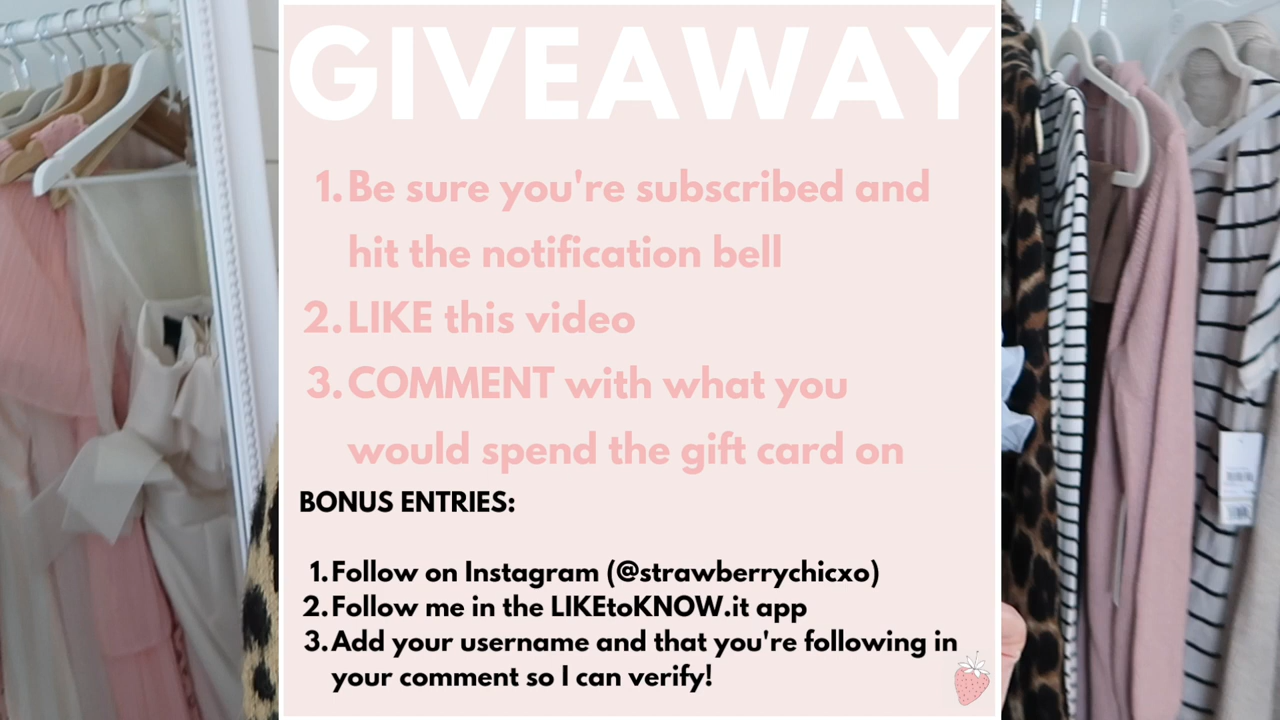 GIVEAWAY
1. Be sure you're subscribed and
hit the notification bell
2. LIKE this video
3. COMMENT with what you
would spend the gift card on
BONUS ENTRIES:
1. Follow on Instagram (@strawberrychicxo)
2. Follow me in the LIKEtoKNOW.it app
3. Add your username and that you're following in
your comment so I can verify!